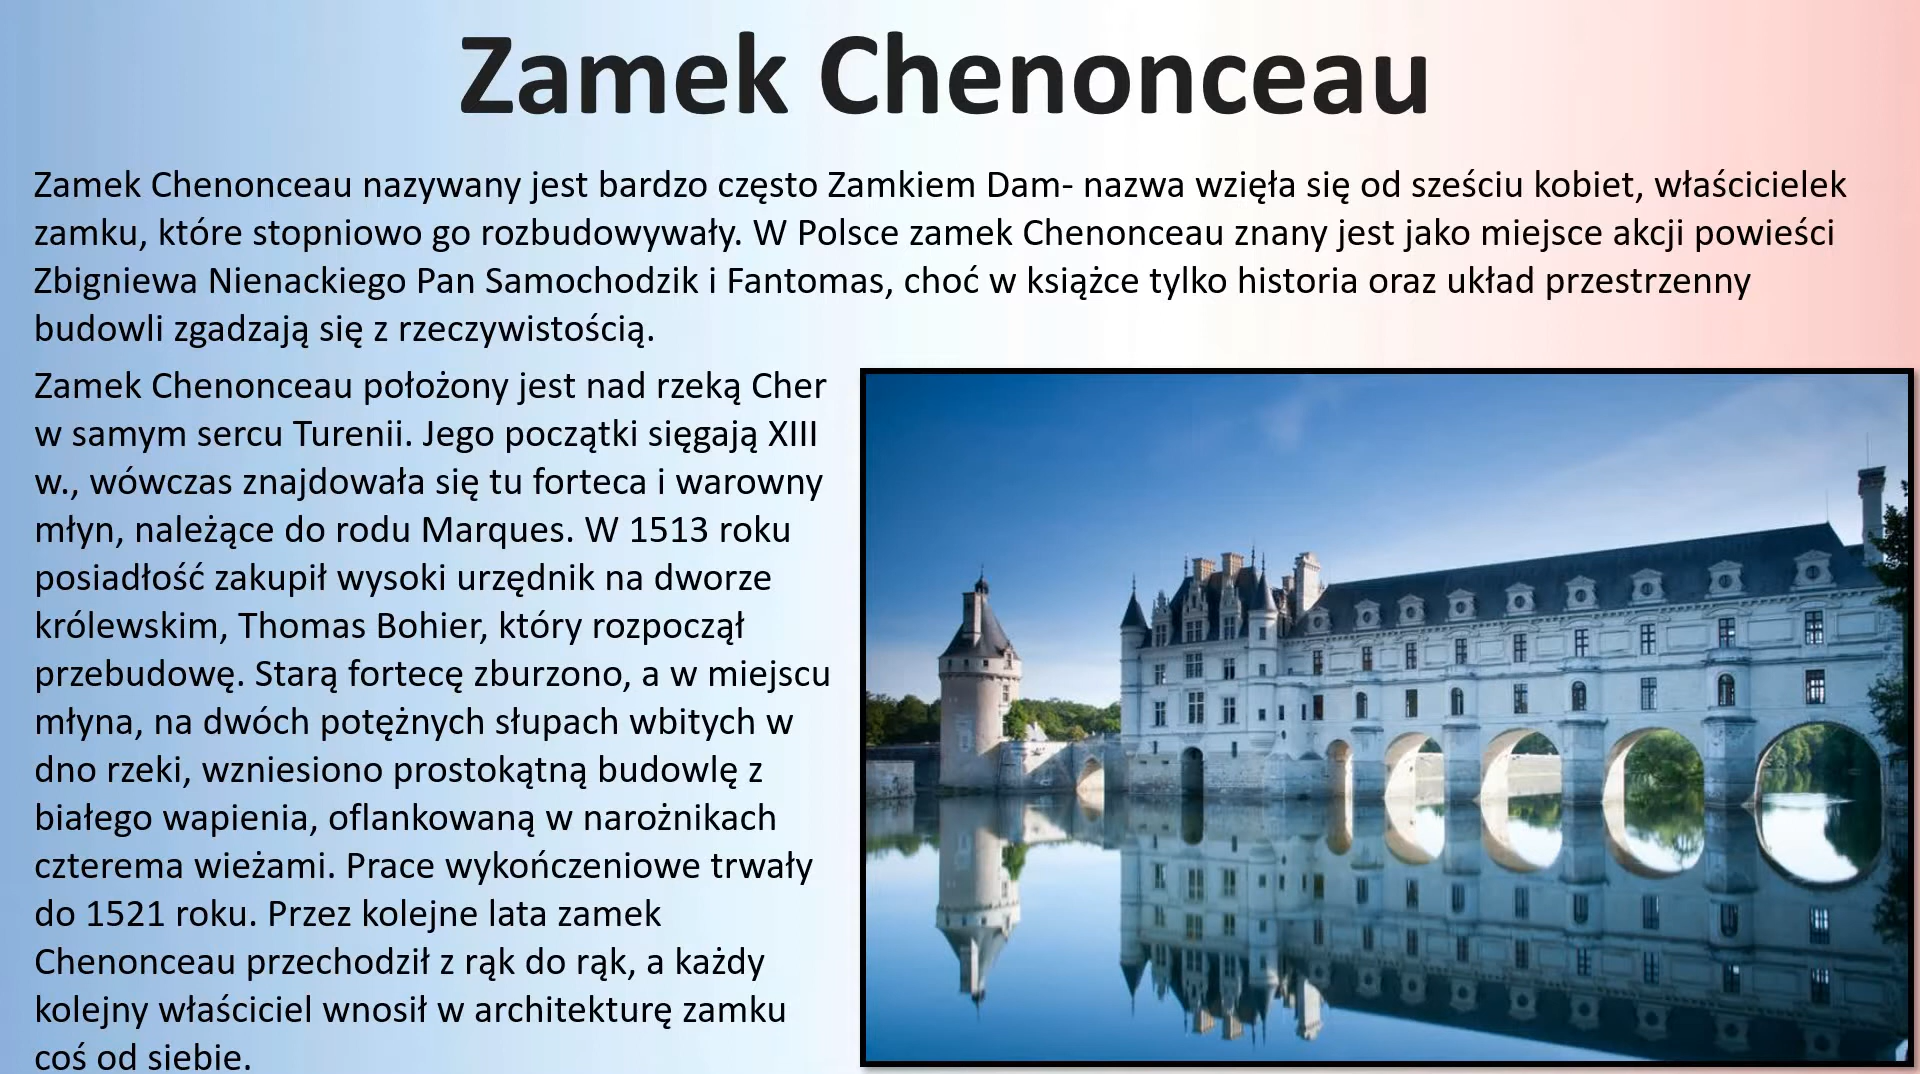 Zamek Chenonceau
Zamek Chenonceau nazywany jest bardzo często Zamkiem Dam- nazwa wzięła się od sześciu kobiet, właścicielek
zamku, które stopniowo go rozbudowywały. W Polsce zamek Chenonceau znany jest jako miejsce akcji powieści
Zbigniewa Nienackiego Pan Samochodzik i Fantomas, choć w książce tylko historia oraz układ przestrzenny
budowli zgadzają się z rzeczywistością.
Zamek Chenonceau położony jest nad rzeką Cher
w samym sercu Turenii. Jego początki sięgają XIII
w., wówczas znajdowała się tu forteca i warowny
młyn, należące do rodu Marques. W 1513 roku
posiadłość zakupił wysoki urzędnik na dworze
królewskim, Thomas Bohier, który rozpoczął
przebudowę. Starą fortecę zburzono, a w miejscu
młyna, na dwóch potężnych słupach wbitych w
dno rzeki, wzniesiono prostokątną budowlę z
białego wapienia, oflankowaną w narożnikach
czterema wieżami. Prace wykończeniowe trwały
do 1521 roku. Przez kolejne lata zamek
Chenonceau przechodził z rąk do rąk, a każdy
kolejny właściciel wnosił w architekturę zamku
coś od siebie.